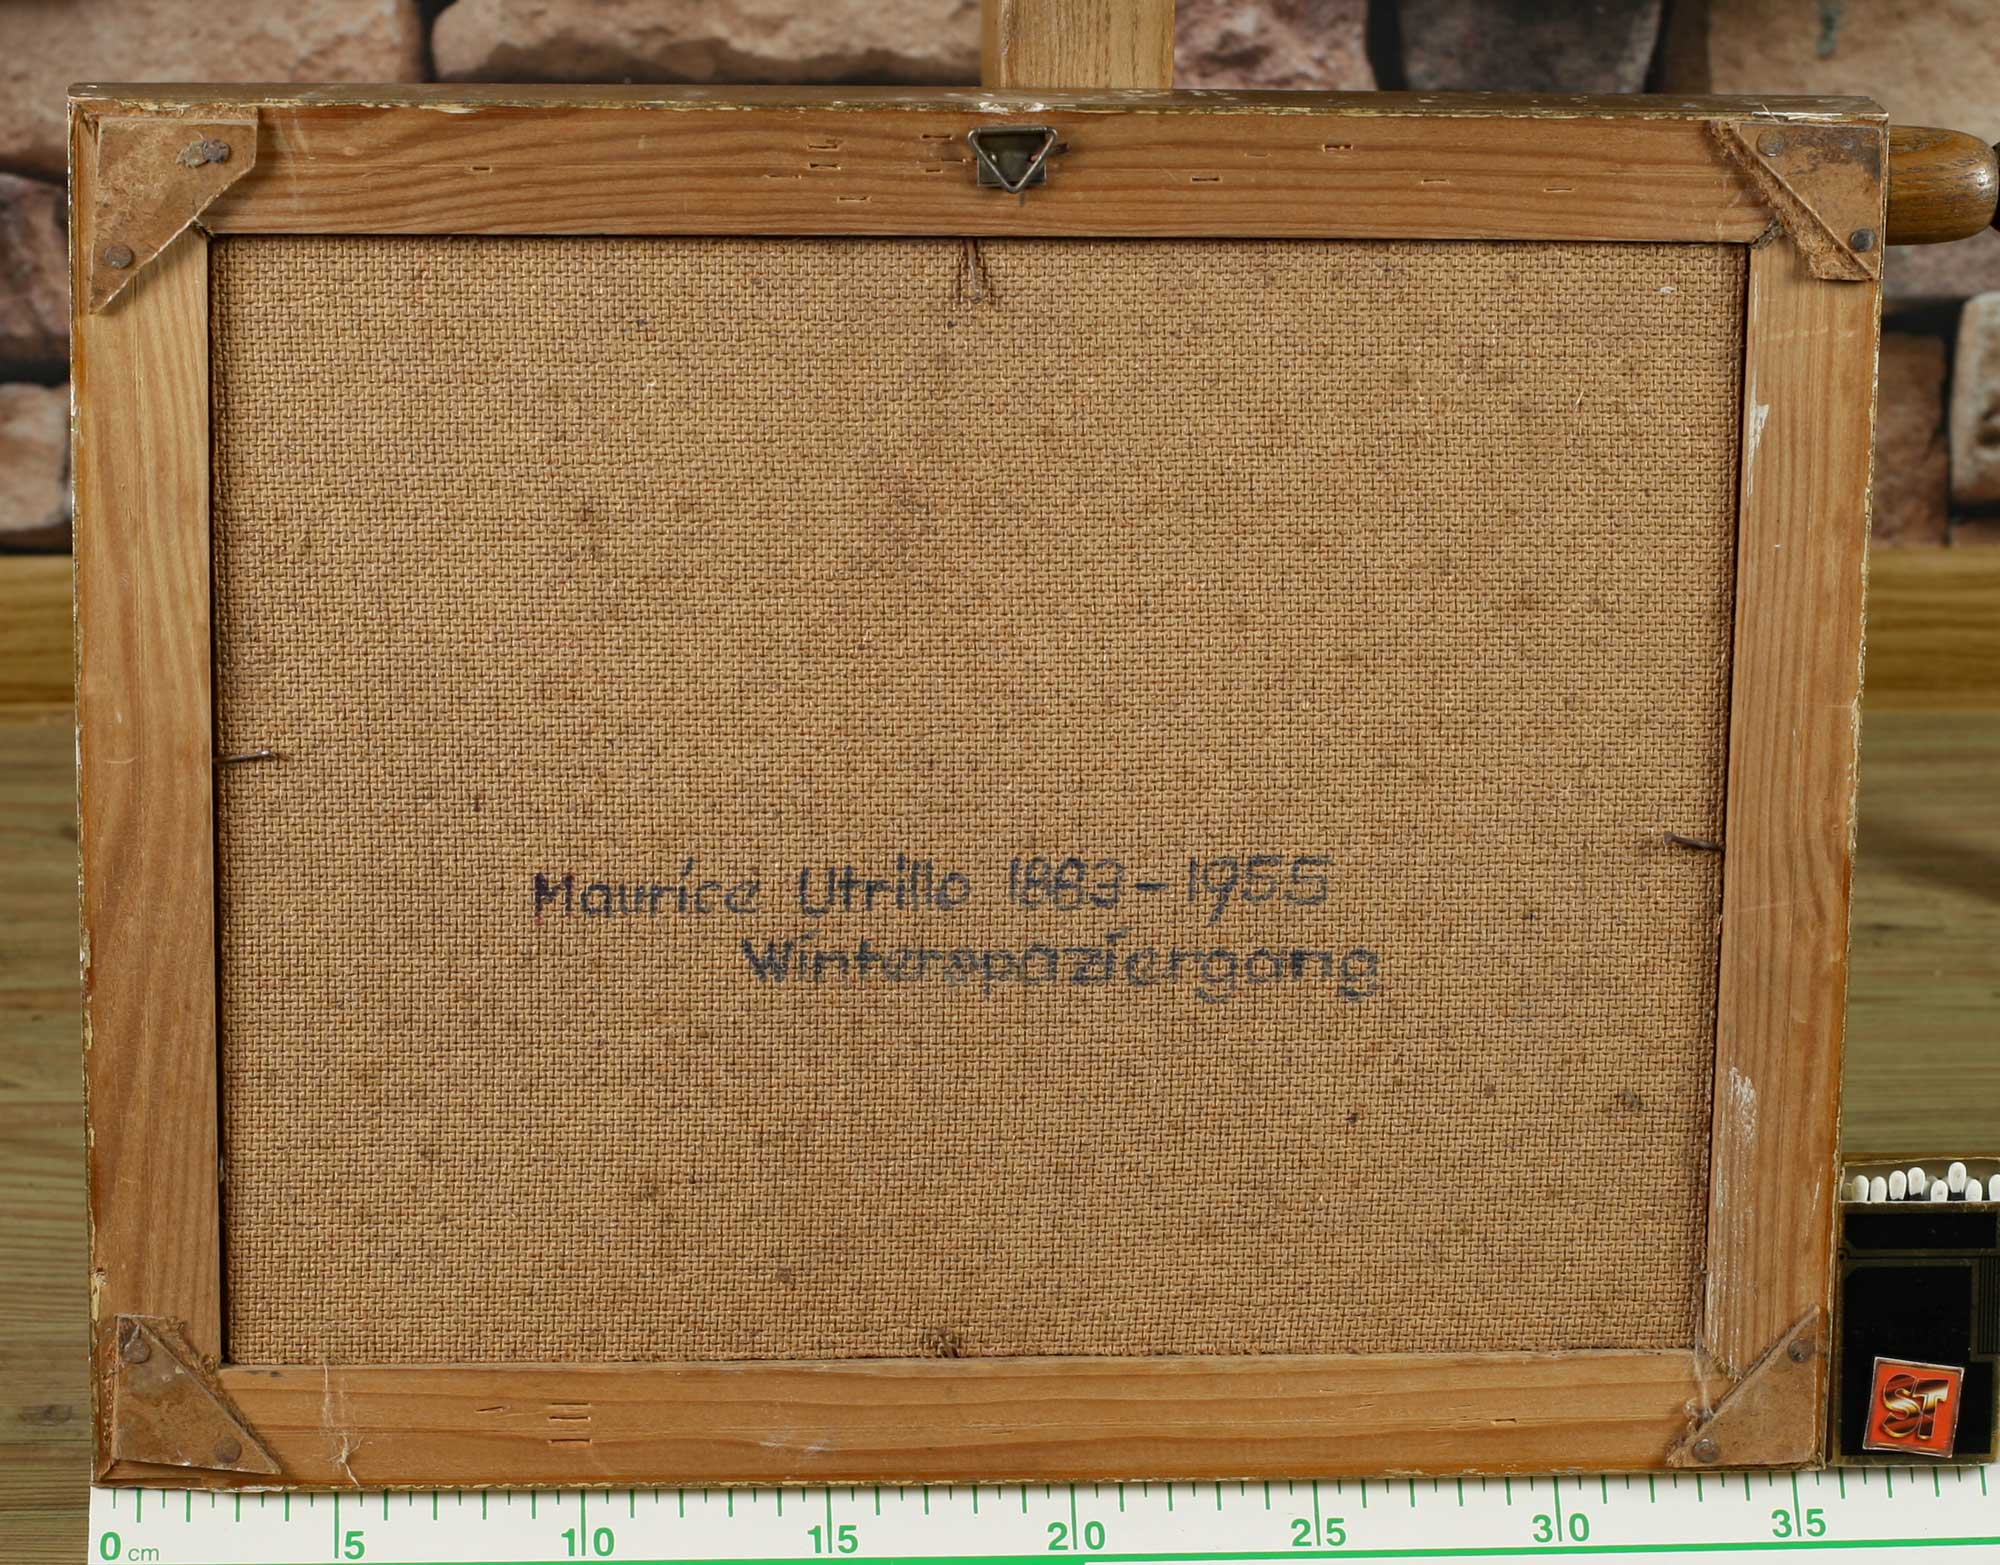 Maurice Utrillo 1883-1955
Winterspaziergang
ST
0 cm 5 10 15 20 25 30 35